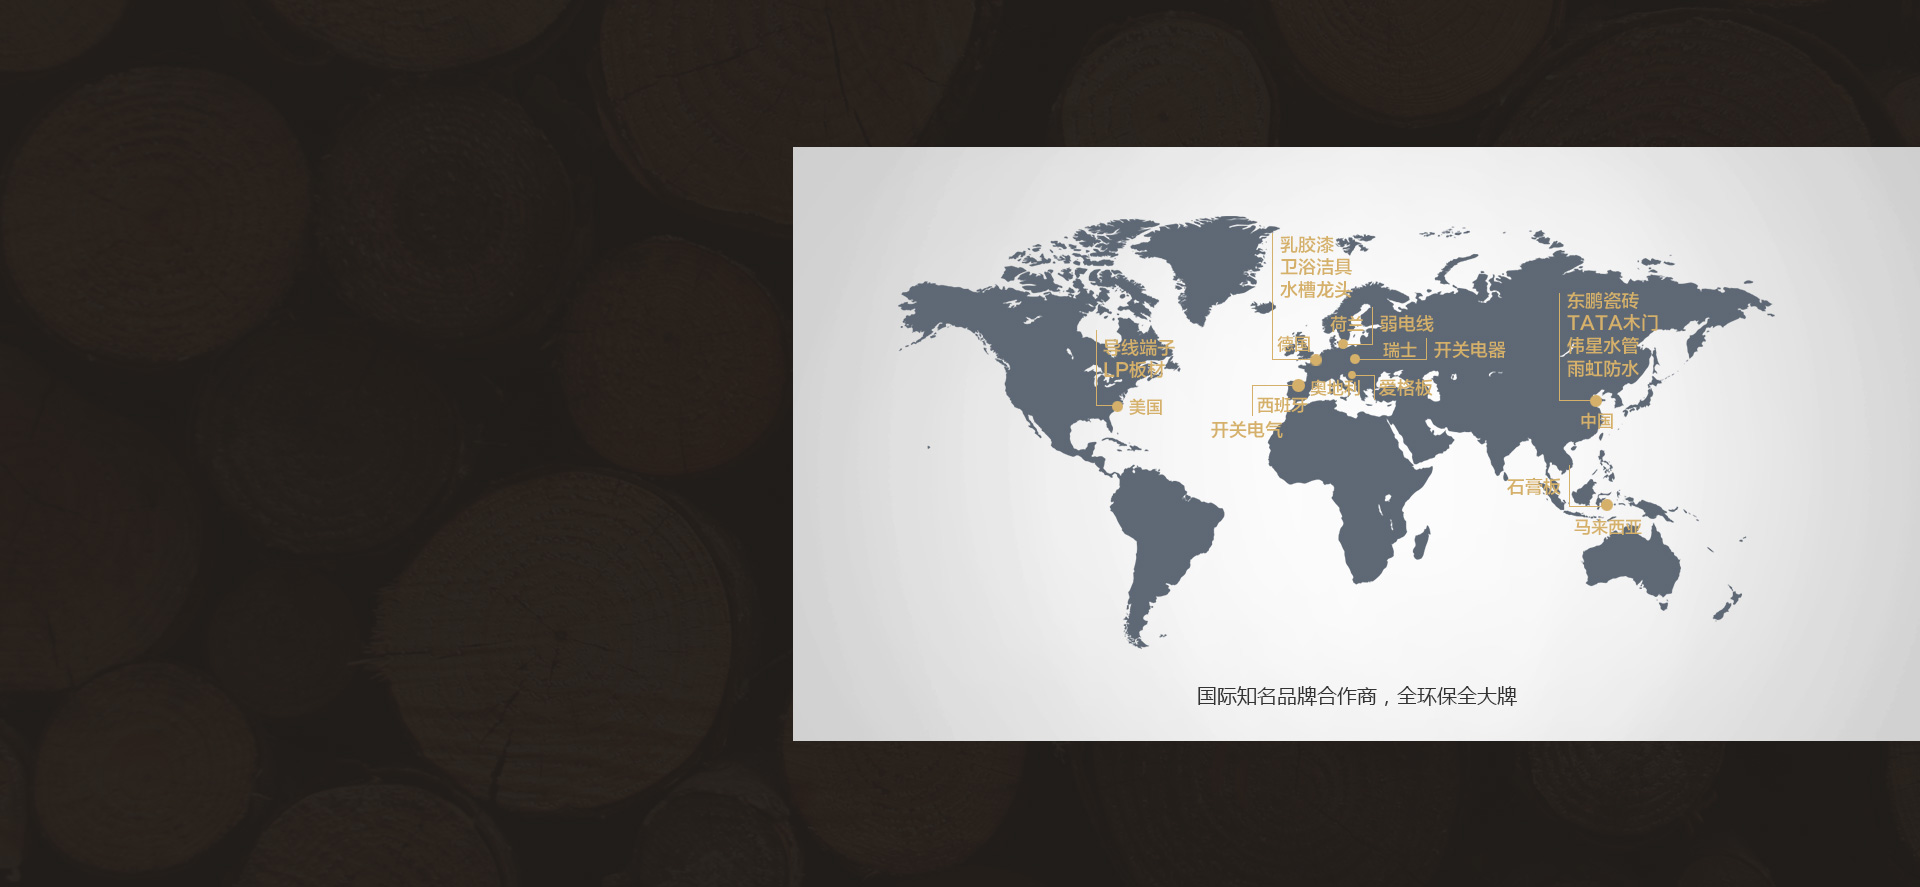 乳胶漆
卫浴洁具
水槽龙头
德国
荷兰
弱电线
瑞士
开关电器
奥地利
爱格板
西班牙
开关电气
导线端子
LP板材
美国
东鹏瓷砖
TATA木门
伟星水管
雨虹防水
中国
石膏板
马来西亚
国际知名品牌合作商，全环保全大牌